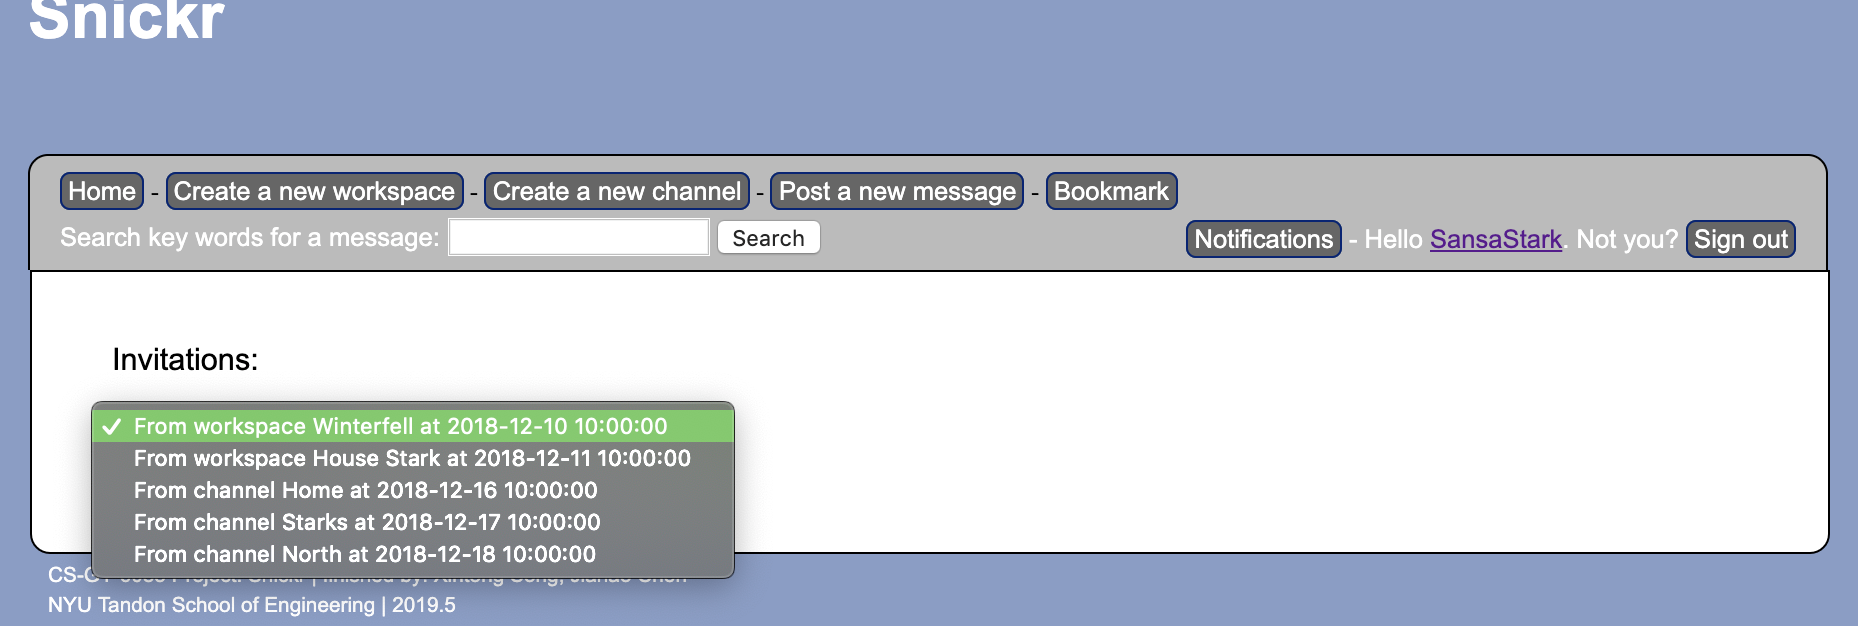 Snickr
Home - Create a new workspace - Create a new channel - Post a new message - Bookmark
Search key words for a message: Search
Notifications - Hello SansaStark. Not you? Sign out
Invitations:
✓ From workspace Winterfell at 2018-12-10 10:00:00
From workspace House Stark at 2018-12-11 10:00:00
From channel Home at 2018-12-16 10:00:00
From channel Starks at 2018-12-17 10:00:00
From channel North at 2018-12-18 10:00:00
NYU Tandon School of Engineering | 2019.5